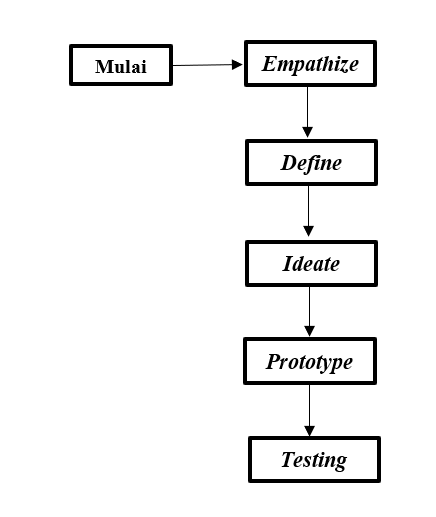 Mulai
Empathize
Define
Ideate
Prototype
Testing